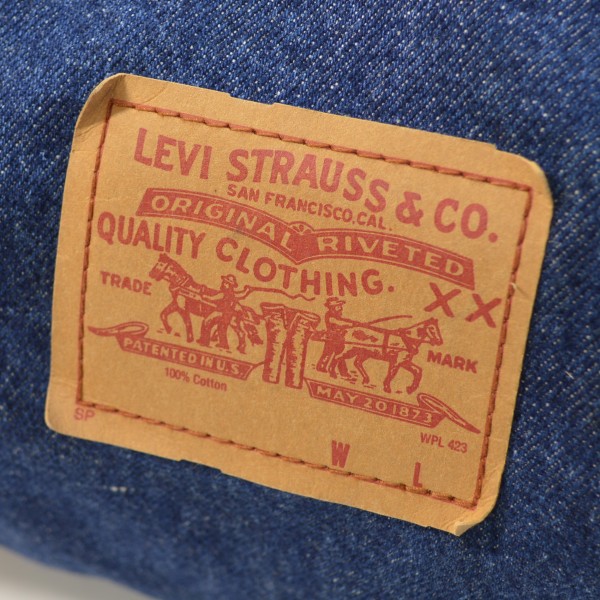 LEVI STRAUSS & CO.
SAN FRANCISCO, CAL.
ORIGINAL RIVETED
QUALITY CLOTHING.
XX
TRADE MARK
PATENTED IN U.S. MAY 20 1873
100% Cotton
WPL 423
SP
W L